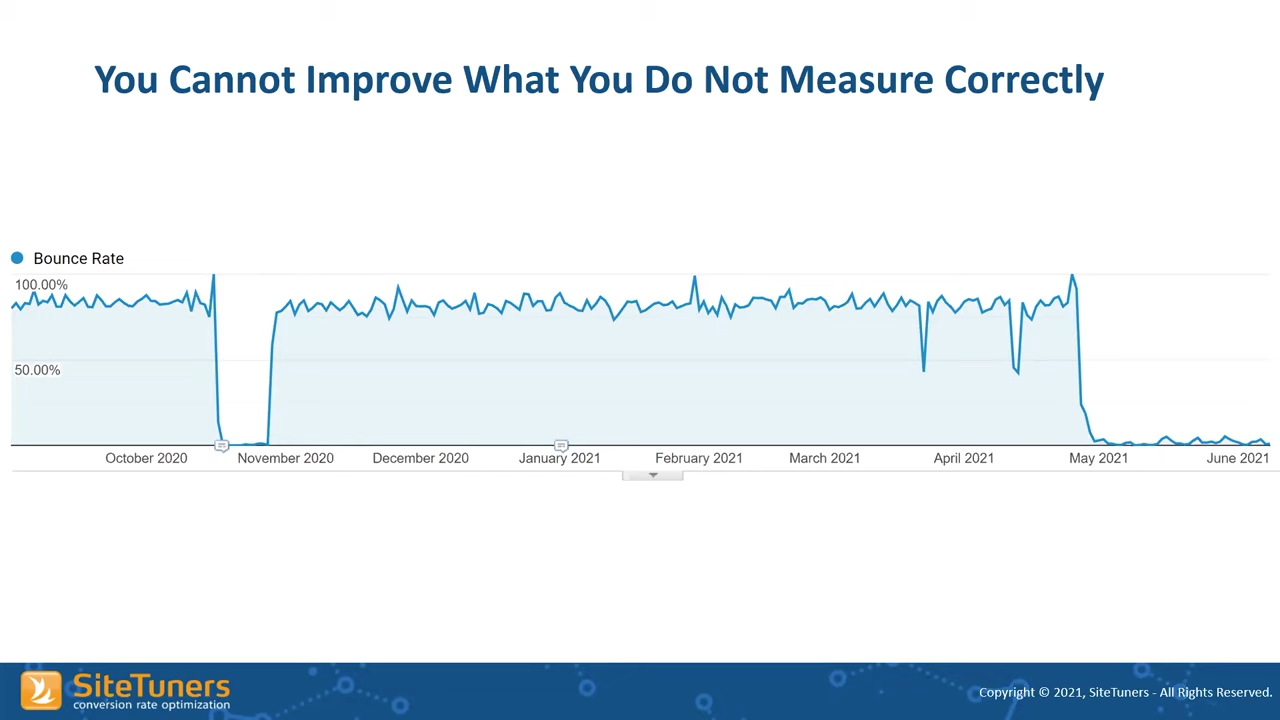 You Cannot Improve What You Do Not Measure Correctly
Bounce Rate
100.00%
50.00%
October 2020 November 2020 December 2020 January 2021 February 2021 March 2021 April 2021 May 2021 June 2021
SiteTuners
conversion rate optimization
Copyright © 2021, SiteTuners - All Rights Reserved.